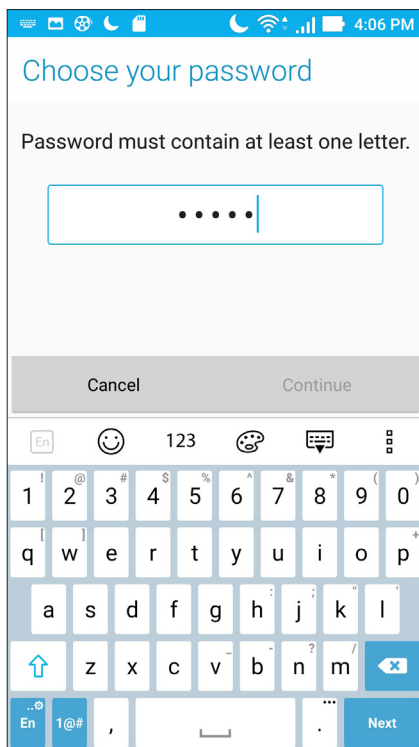 4:06 PM
Choose your password
Password must contain at least one letter.
•••••
Cancel Continue
En 123
! @ # $ % ^ & * ( )
1 2 3 4 5 6 7 8 9 0
[ ] +
q w e r t y u i o p
: ; " '
a s d f g h j k l
_ - ? /
z x c v b n m
En 1@# , . ... Next